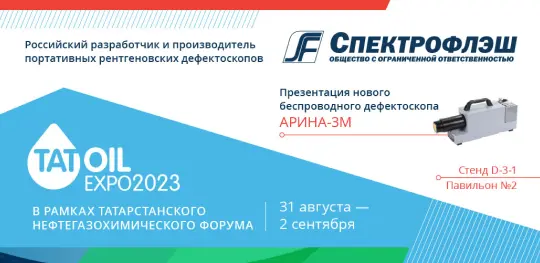 Российский разработчик и производитель
портативных рентгеновских дефектоскопов
SF СПЕКТРОФЛЭШ
ОБЩЕСТВО С ОГРАНИЧЕННОЙ ОТВЕТСТВЕННОСТЬЮ
Презентация нового
беспроводного дефектоскопа
АРИНА-3М
Стенд D-3-1
Павильон №2
TATOIL
EXPO2023
В РАМКАХ ТАТАРСТАНСКОГО
НЕФТЕГАЗОХИМИЧЕСКОГО ФОРУМА
31 августа —
2 сентября